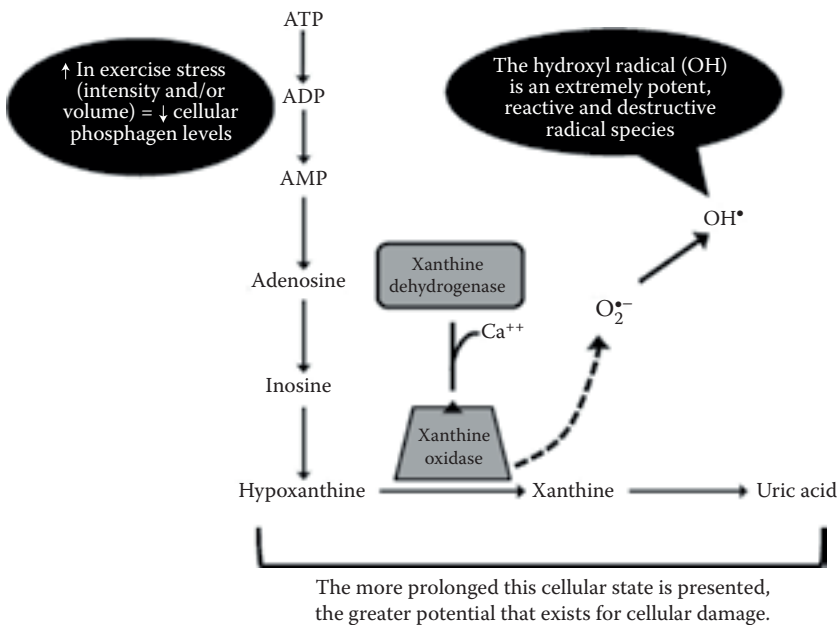 ATP
↑ In exercise stress
(intensity and/or
volume) = ↓ cellular
phosphagen levels
ADP
AMP
Adenosine
Inosine
Hypoxanthine
Xanthine
dehydrogenase
Ca⁺⁺
Xanthine
oxidase
Xanthine
Uric acid
O₂•⁻
OH•
The hydroxyl radical (OH)
is an extremely potent,
reactive and destructive
radical species
The more prolonged this cellular state is presented,
the greater potential that exists for cellular damage.